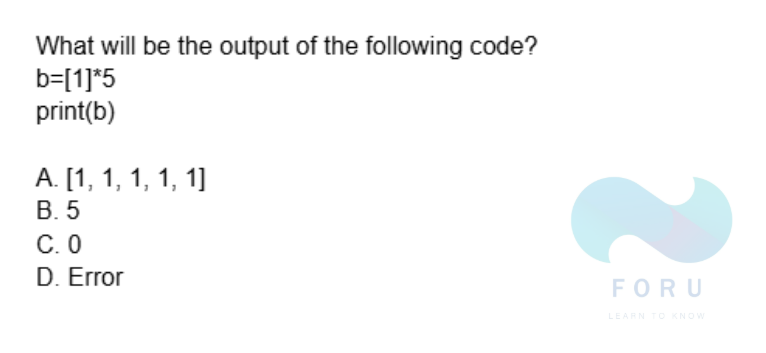 What will be the output of the following code?
b=[1]*5
print(b)
A. [1, 1, 1, 1, 1]
B. 5
C. 0
D. Error
FORU
LEARN TO KNOW